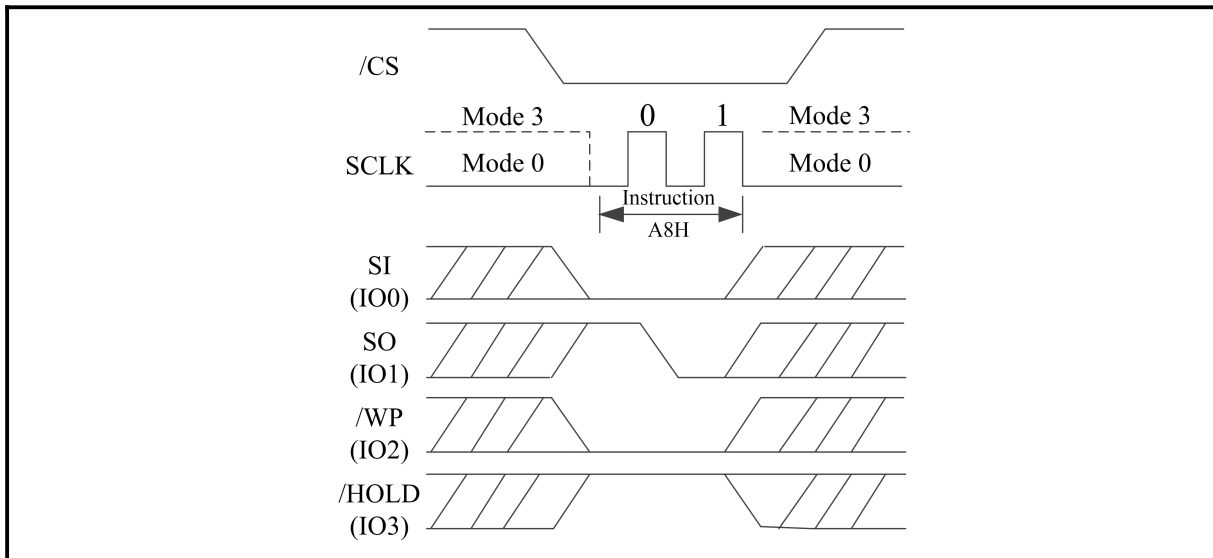 /CS
Mode 3 0 1 Mode 3
SCLK Mode 0 Mode 0
Instruction
A8H
SI
(IO0)
SO
(IO1)
/WP
(IO2)
/HOLD
(IO3)